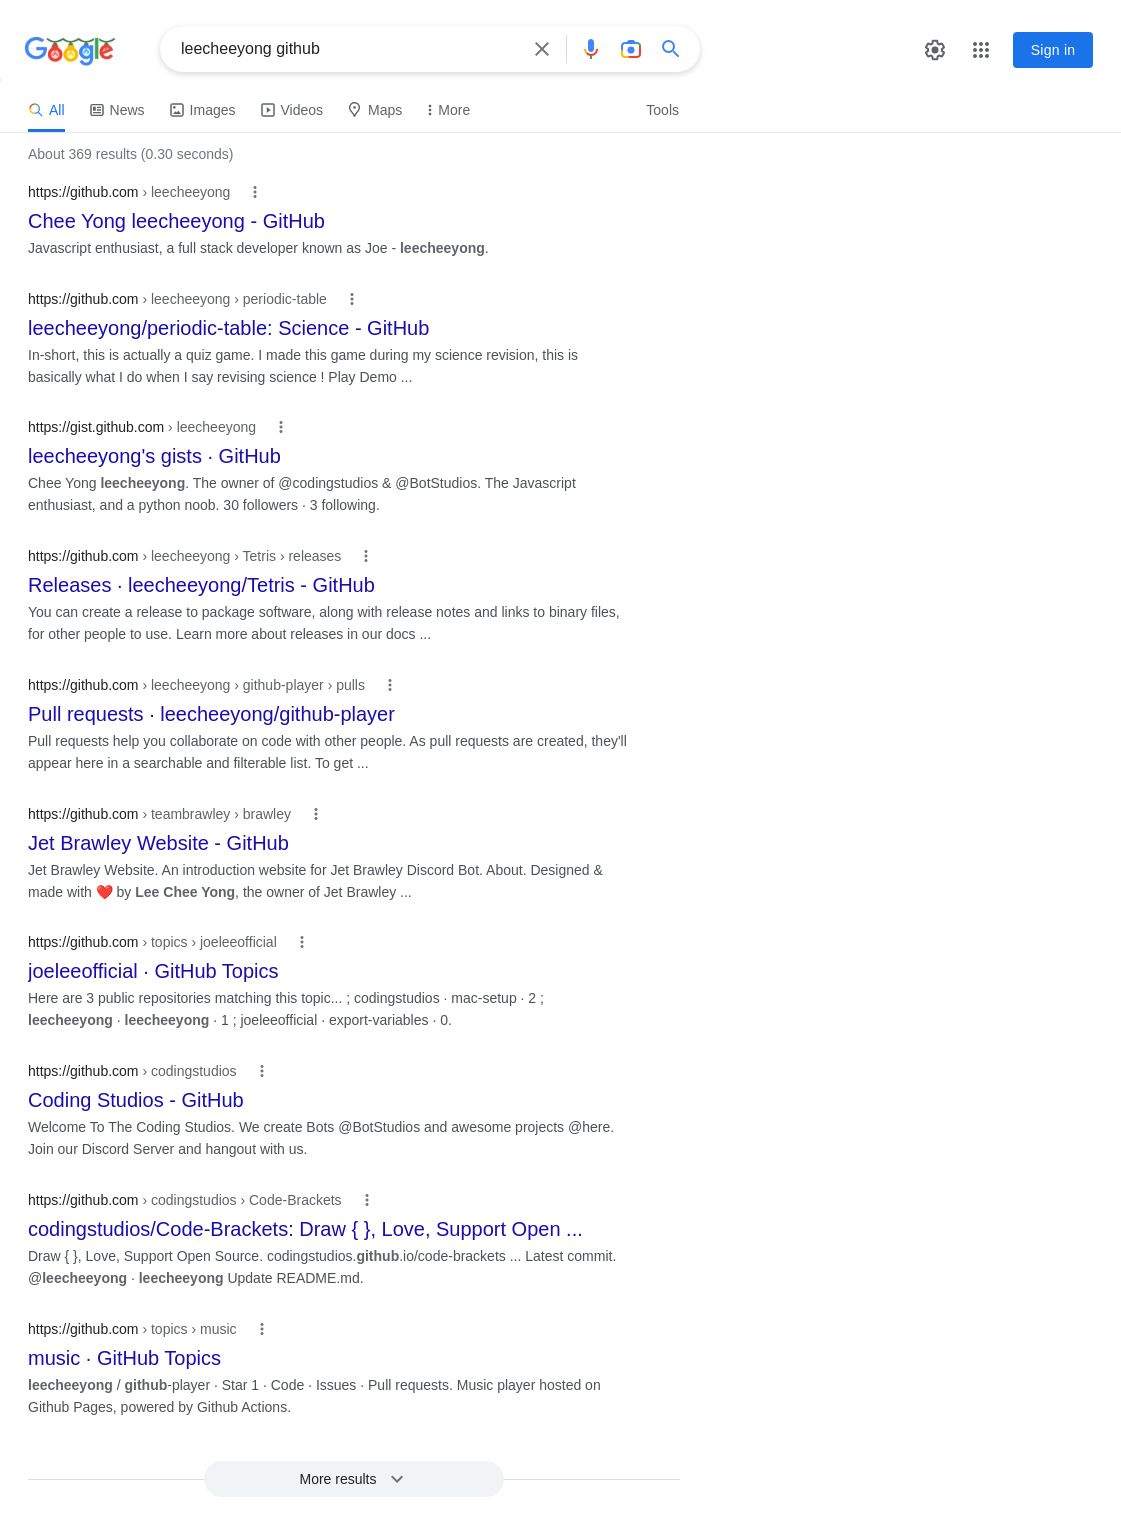 Google
leecheeyong github
Sign in
All News Images Videos Maps More Tools
About 369 results (0.30 seconds)
https://github.com › leecheeyong
Chee Yong leecheeyong - GitHub
Javascript enthusiast, a full stack developer known as Joe - leecheeyong.
https://github.com › leecheeyong › periodic-table
leecheeyong/periodic-table: Science - GitHub
In-short, this is actually a quiz game. I made this game during my science revision, this is
basically what I do when I say revising science ! Play Demo ...
https://gist.github.com › leecheeyong
leecheeyong's gists · GitHub
Chee Yong leecheeyong. The owner of @codingstudios & @BotStudios. The Javascript
enthusiast, and a python noob. 30 followers · 3 following.
https://github.com › leecheeyong › Tetris › releases
Releases · leecheeyong/Tetris - GitHub
You can create a release to package software, along with release notes and links to binary files,
for other people to use. Learn more about releases in our docs ...
https://github.com › leecheeyong › github-player › pulls
Pull requests · leecheeyong/github-player
Pull requests help you collaborate on code with other people. As pull requests are created, they'll
appear here in a searchable and filterable list. To get ...
https://github.com › teambrawley › brawley
Jet Brawley Website - GitHub
Jet Brawley Website. An introduction website for Jet Brawley Discord Bot. About. Designed &
made with ❤️ by Lee Chee Yong, the owner of Jet Brawley ...
https://github.com › topics › joeleeofficial
joeleeofficial · GitHub Topics
Here are 3 public repositories matching this topic... ; codingstudios · mac-setup · 2 ;
leecheeyong · leecheeyong · 1 ; joeleeofficial · export-variables · 0.
https://github.com › codingstudios
Coding Studios - GitHub
Welcome To The Coding Studios. We create Bots @BotStudios and awesome projects @here.
Join our Discord Server and hangout with us.
https://github.com › codingstudios › Code-Brackets
codingstudios/Code-Brackets: Draw { }, Love, Support Open ...
Draw { }, Love, Support Open Source. codingstudios.github.io/code-brackets ... Latest commit.
@leecheeyong · leecheeyong Update README.md.
https://github.com › topics › music
music · GitHub Topics
leecheeyong / github-player · Star 1 · Code · Issues · Pull requests. Music player hosted on
Github Pages, powered by Github Actions.
More results